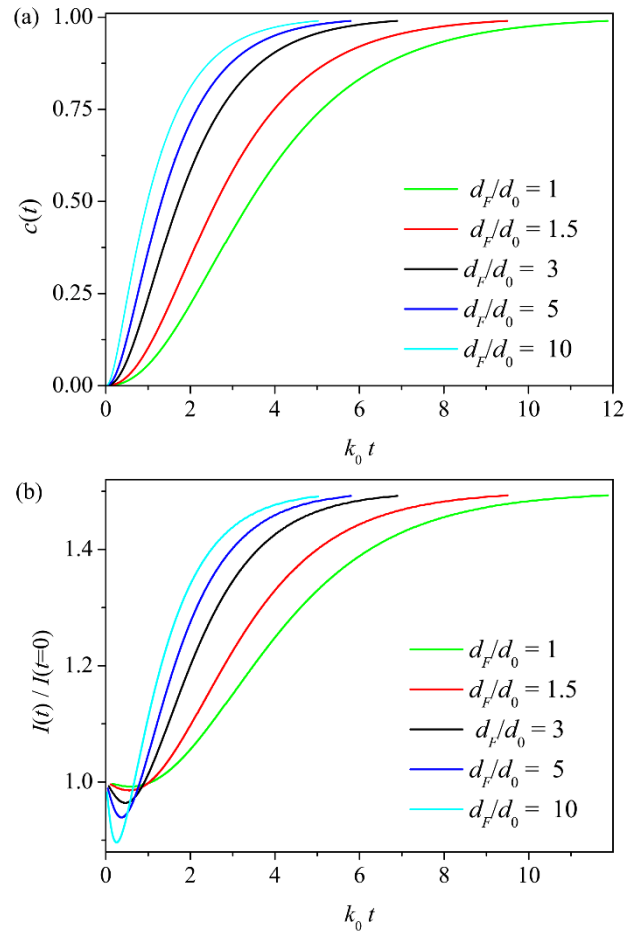 (a)
1.00
0.75
0.50
0.25
0.00
c(t)
d_F/d_0 = 1
d_F/d_0 = 1.5
d_F/d_0 = 3
d_F/d_0 = 5
d_F/d_0 = 10
0 2 4 6 8 10 12
k_0 t
(b)
1.4
1.2
1.0
I(t) / I(t=0)
d_F/d_0 = 1
d_F/d_0 = 1.5
d_F/d_0 = 3
d_F/d_0 = 5
d_F/d_0 = 10
0 2 4 6 8 10 12
k_0 t